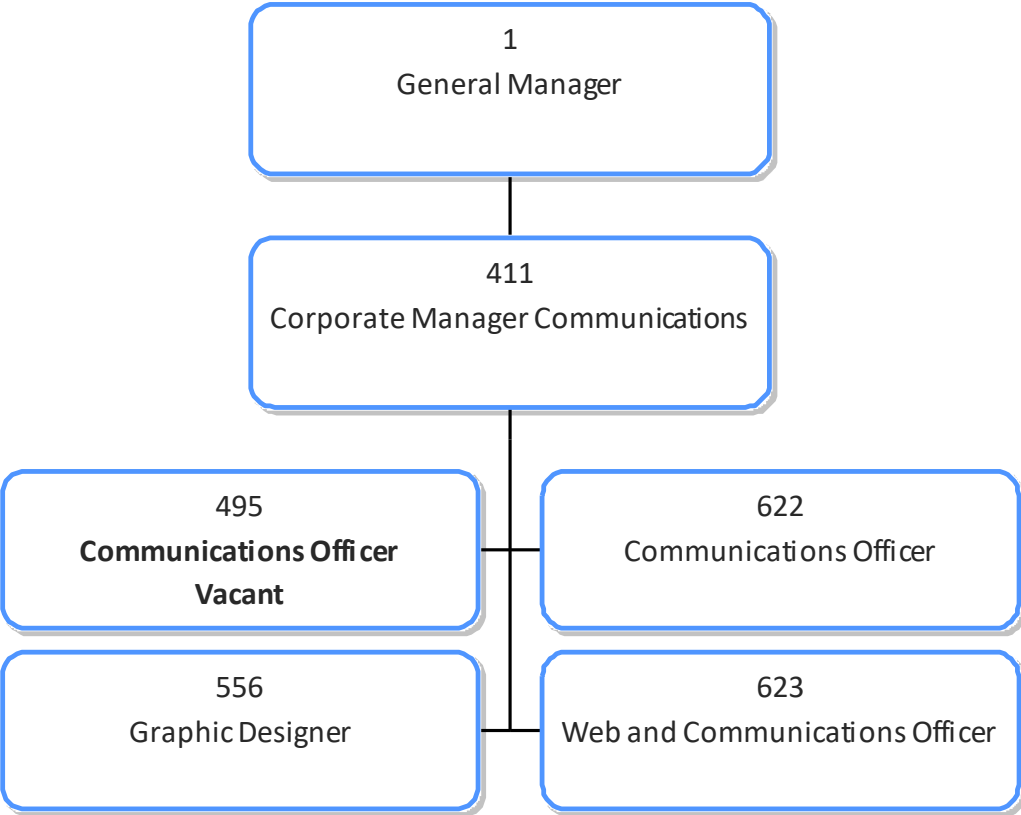 1
General Manager
411
Corporate Manager Communications
495
Communications Officer
Vacant
622
Communications Officer
556
Graphic Designer
623
Web and Communications Officer